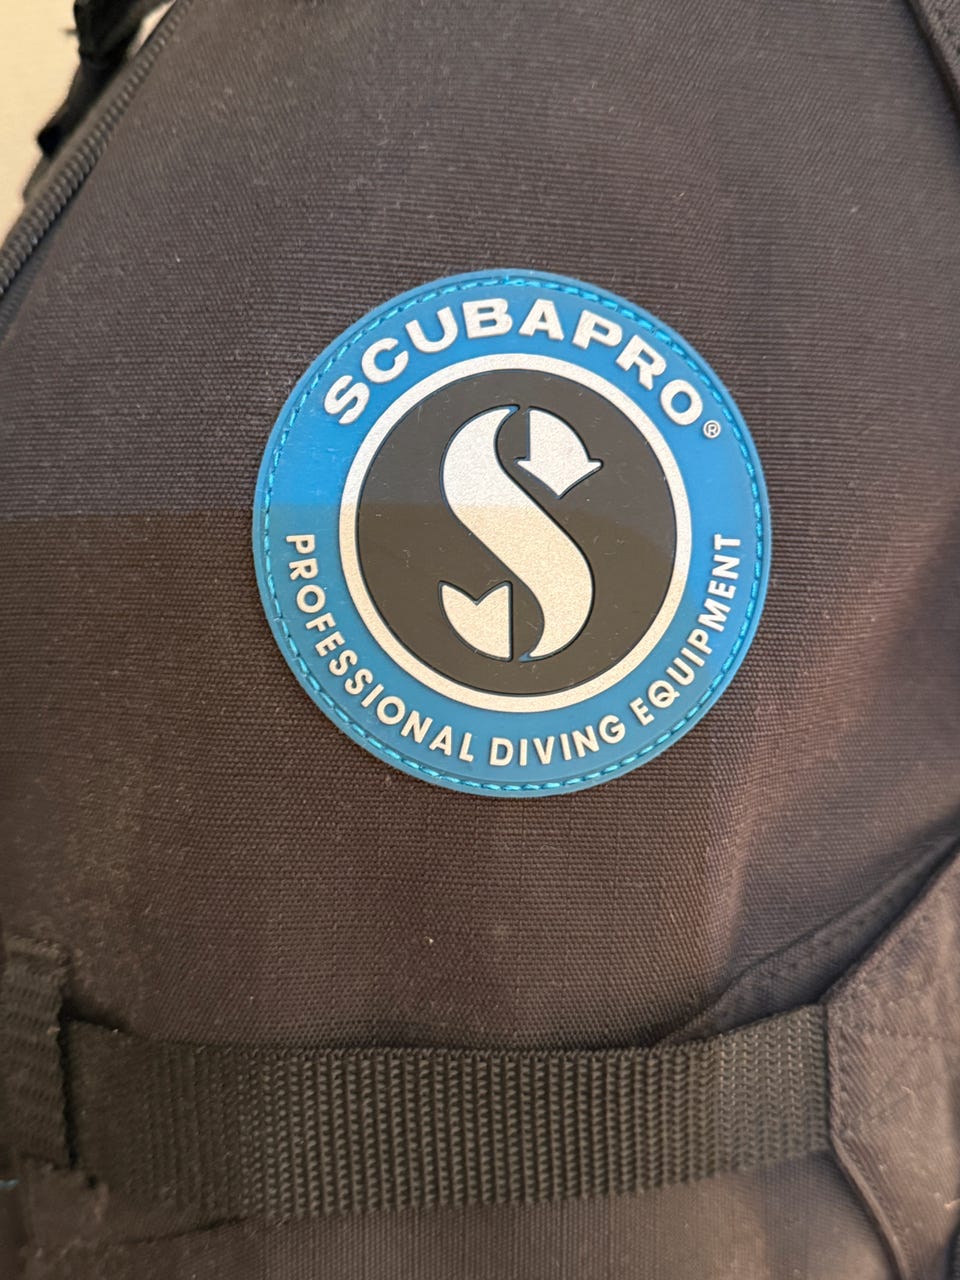 SCUBAPRO®
S
PROFESSIONAL DIVING EQUIPMENT